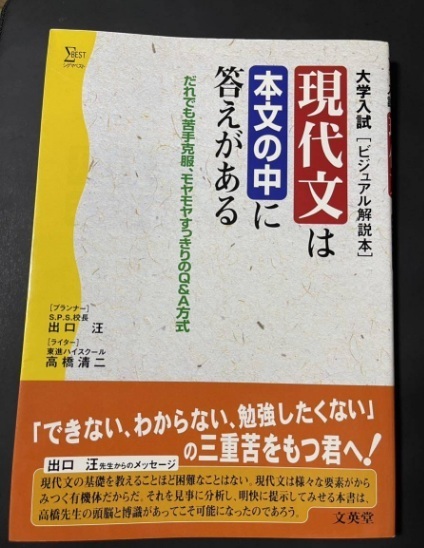 ΣBEST
シグマベスト
大学入試［ビジュアル解説本］
現代文は
本文の中に
答えがある
だれでも苦手克服、モヤモヤすっきりのQ&A方式
［プランナー］
S.P.S.校長
出口 汪
［ライター］
東進ハイスクール
高橋清二
「できない、わからない、勉強したくない」
の三重苦をもつ君へ!
出口 汪先生からのメッセージ
現代文の基礎を教えることほど困難なことはない。現代文は様々な要素がから
みつく有機体だからだ。それを見事に分析し、明快に提示してみせる本書は、
高橋先生の頭脳と博識があってこそ可能になったのであろう。
文英堂